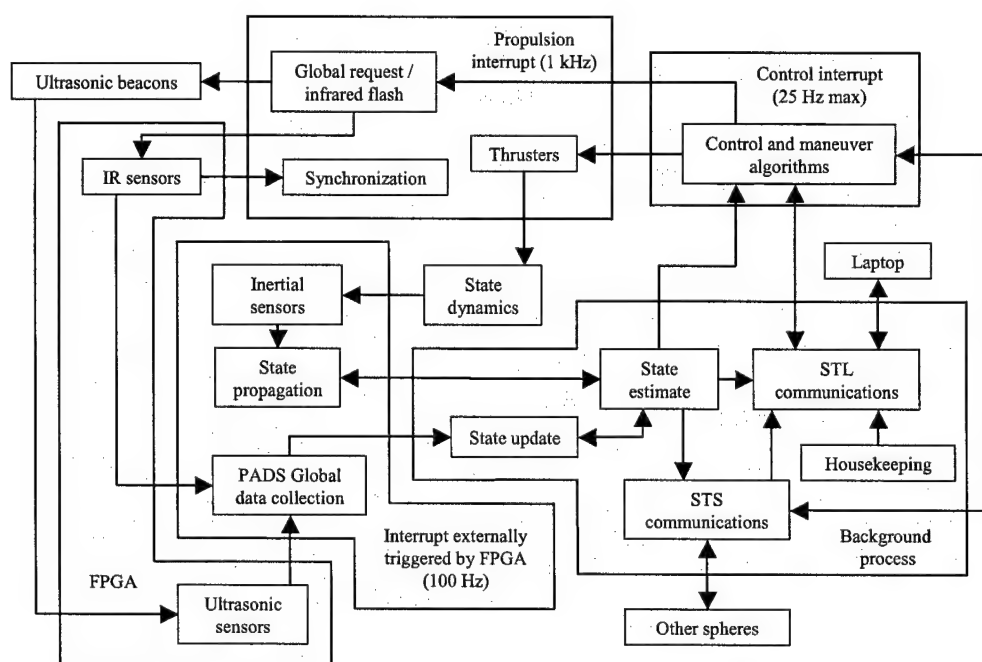 Propulsion
interrupt (1 kHz)
Ultrasonic beacons
Global request /
infrared flash
Control interrupt
(25 Hz max)
Thrusters
Control and maneuver
algorithms
IR sensors
Synchronization
Laptop
Inertial
sensors
State
dynamics
State
propagation
State
estimate
STL
communications
State update
Housekeeping
PADS Global
data collection
STS
communications
Interrupt externally
triggered by FPGA
(100 Hz)
Background
process
FPGA
Ultrasonic
sensors
Other spheres